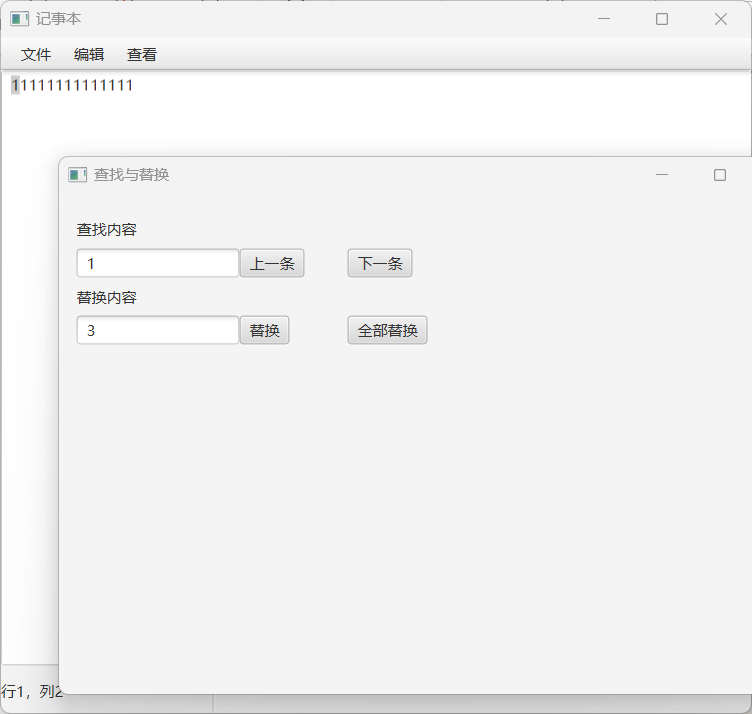 记事本
文件 编辑 查看
11111111111111
查找与替换
查找内容
1 上一条 下一条
替换内容
3 替换 全部替换
行1，列2